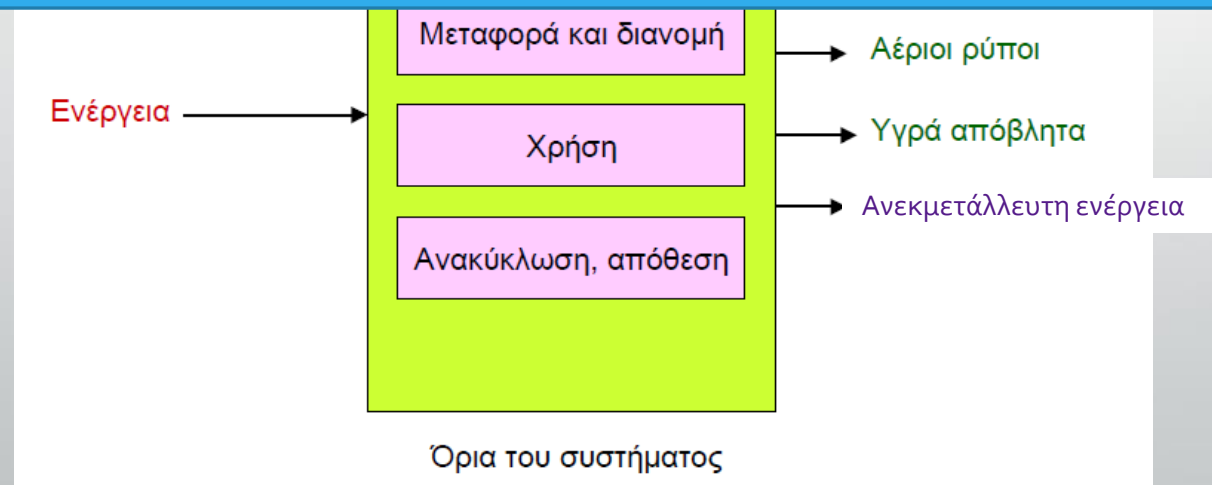 Μεταφορά και διανομή
Αέριοι ρύποι
Ενέργεια
Υγρά απόβλητα
Χρήση
Ανεκμετάλλευτη ενέργεια
Ανακύκλωση, απόθεση
Όρια του συστήματος